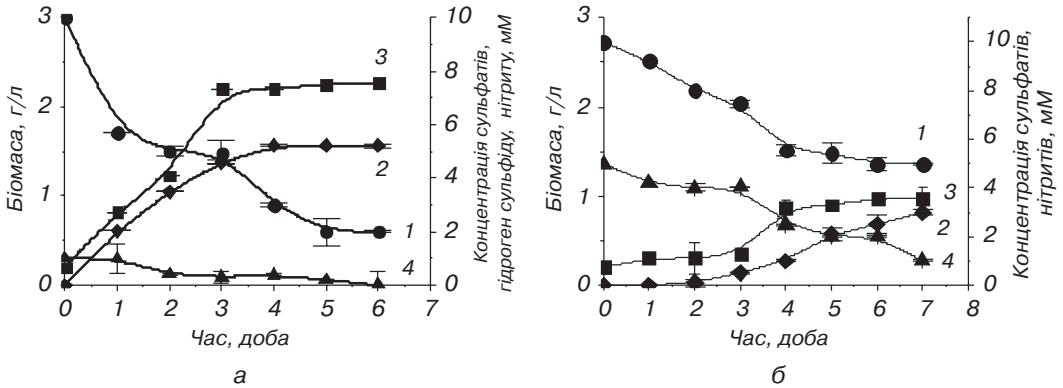 Біомаса, г/л
3
2
1
0
3
2
1
4
10
8
6
4
2
0
Концентрація сульфатів,
гідроген сульфіду, нітриту, мМ
0 1 2 3 4 5 6 7
Час, доба
а
Біомаса, г/л
3
2
1
0
1
3
2
4
10
8
6
4
2
0
Концентрація сульфатів,
нітритів, мМ
0 1 2 3 4 5 6 7 8
Час, доба
б